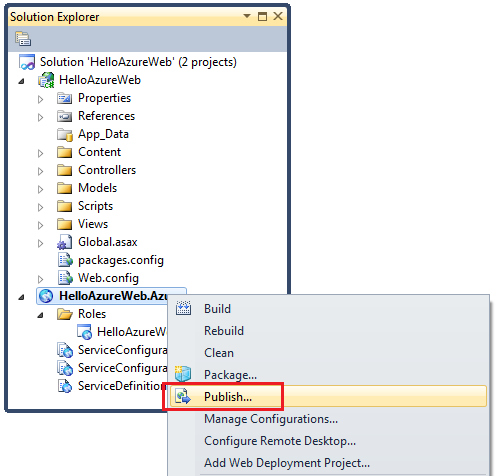 Solution Explorer
Solution 'HelloAzureWeb' (2 projects)
HelloAzureWeb
Properties
References
App_Data
Content
Controllers
Models
Scripts
Views
Global.asax
packages.config
Web.config
HelloAzureWeb.Azu
Roles
HelloAzureW
ServiceConfigura
ServiceConfigura
ServiceDefinition
Build
Rebuild
Clean
Package...
Publish...
Manage Configurations...
Configure Remote Desktop...
Add Web Deployment Project...